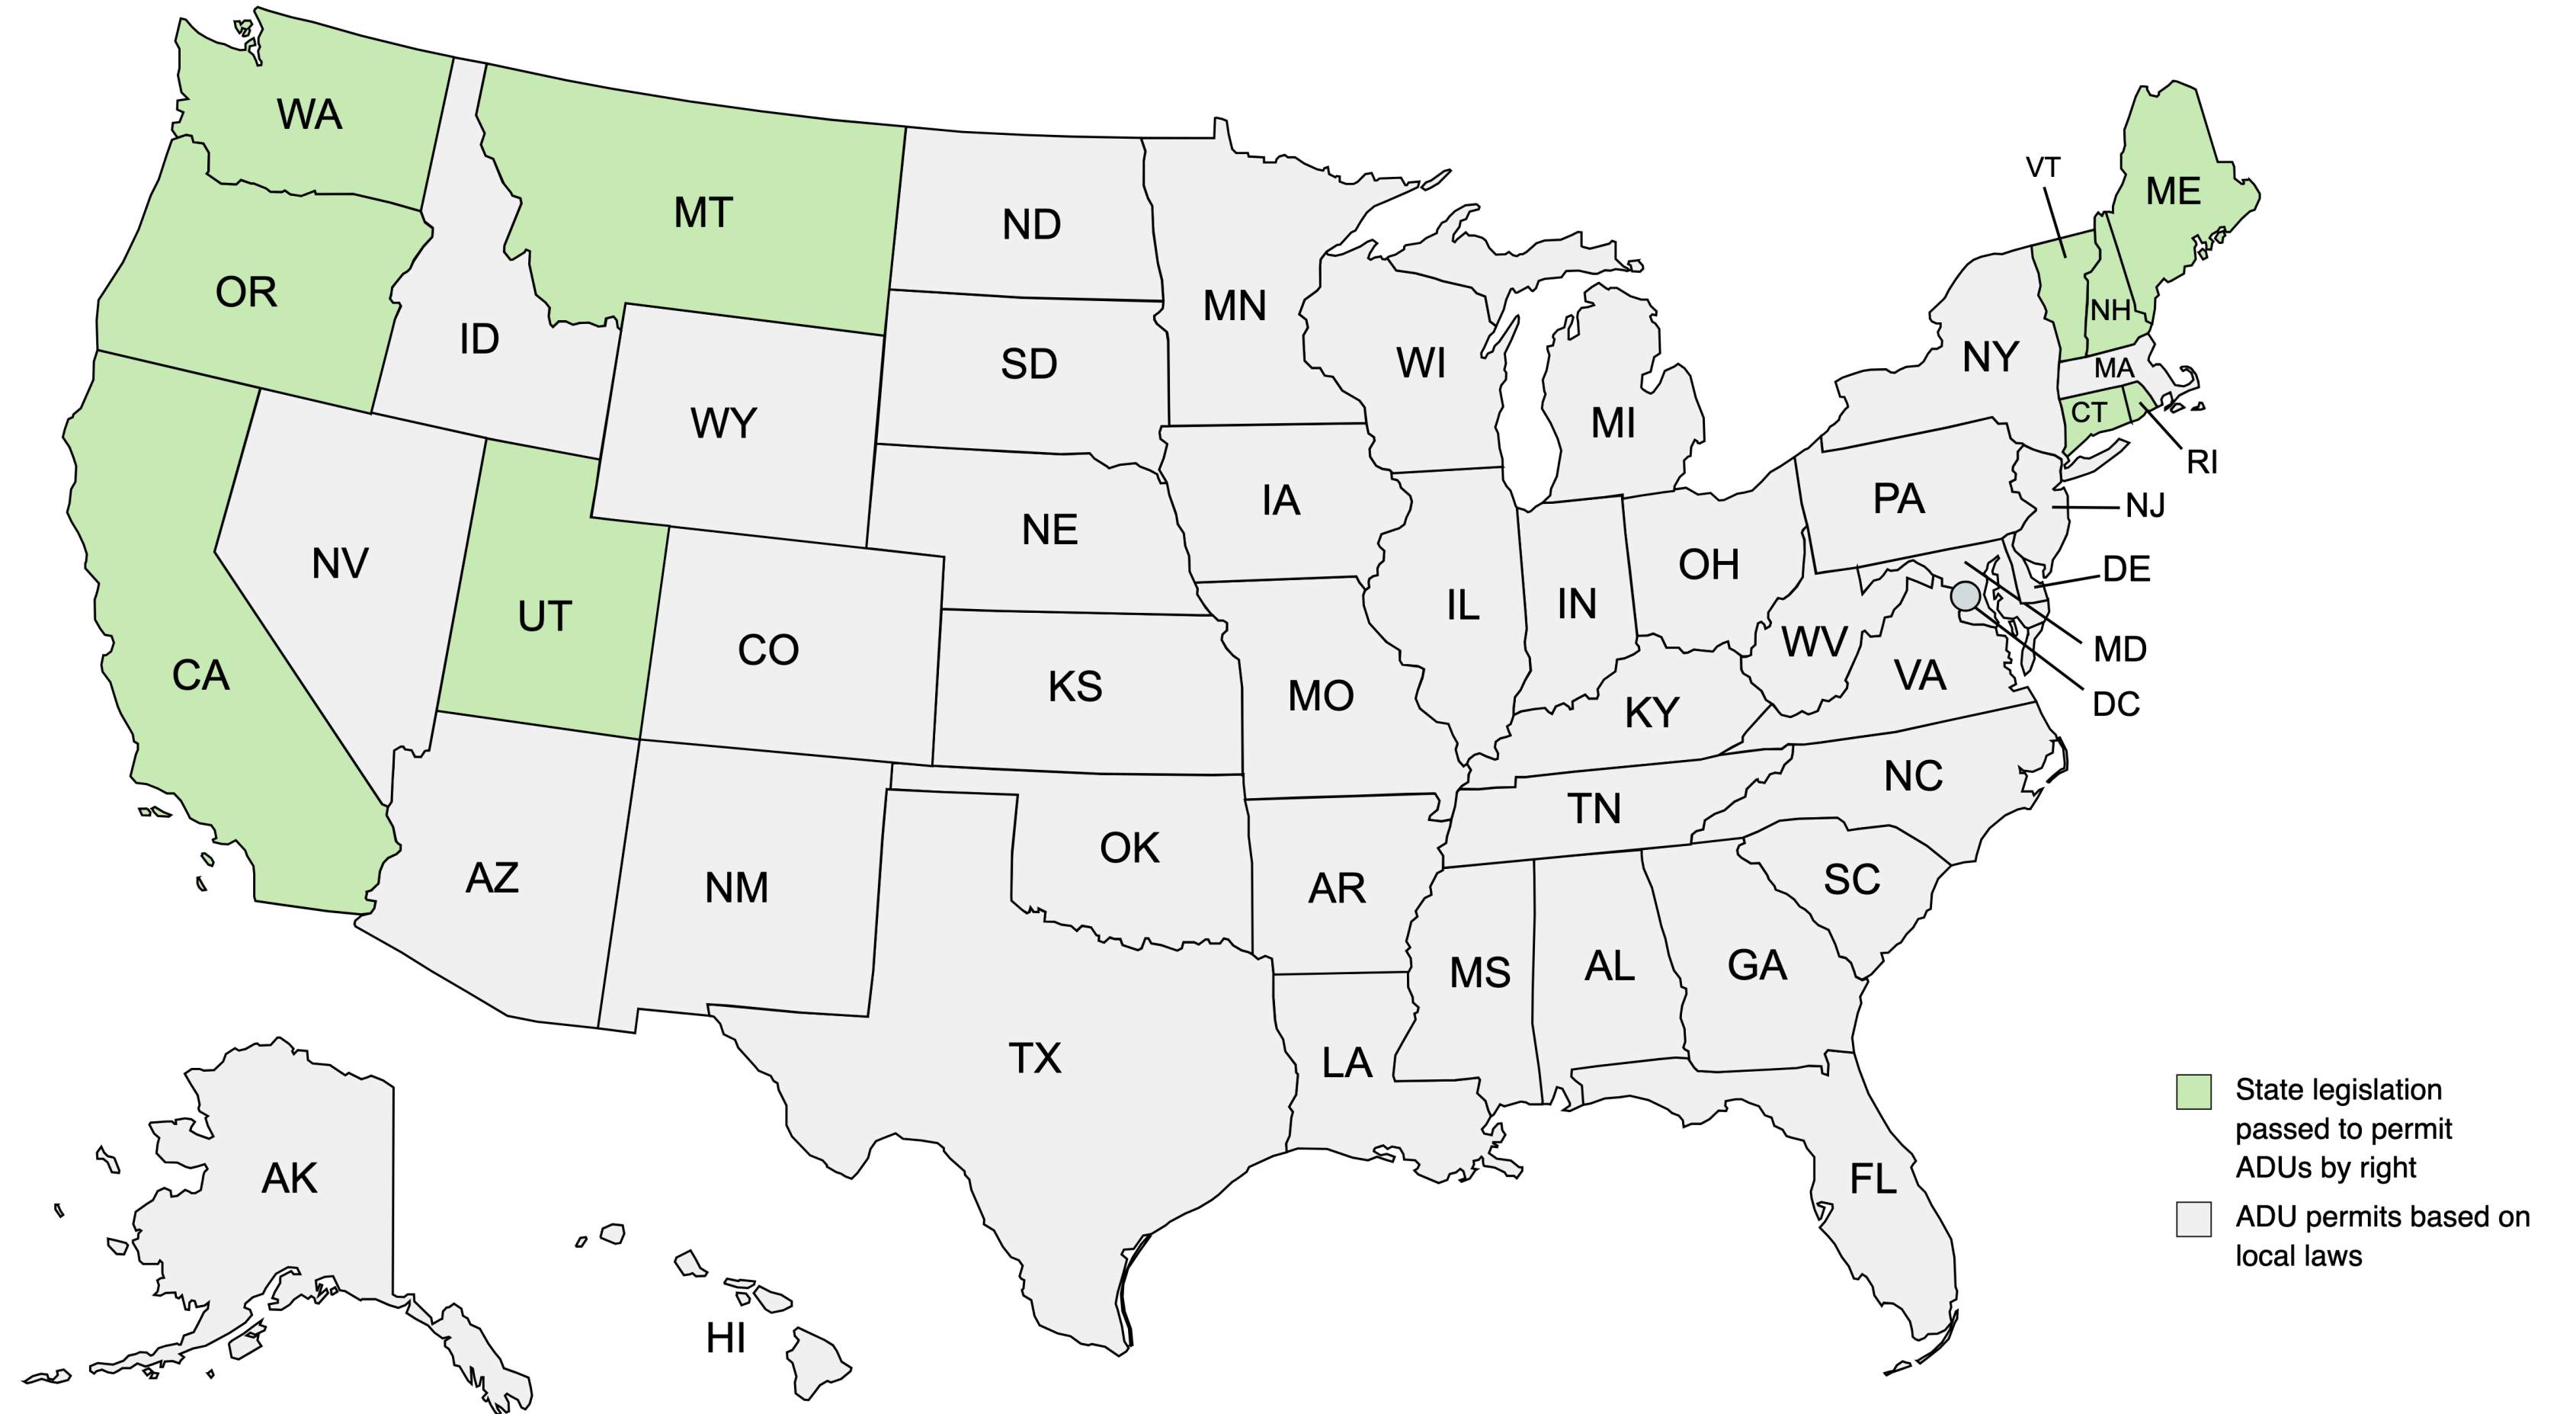 WA
MT
ND
VT
ME
OR
ID
MN
NH
SD
WI
NY
MA
WY
MI
CT
RI
NE
IA
PA
NJ
NV
UT
OH
DE
IL
IN
CO
WV
MD
CA
KS
MO
KY
VA
DC
NC
TN
OK
AZ
NM
AR
SC
MS
AL
GA
TX
LA
AK
FL
HI
State legislation
passed to permit
ADUs by right
ADU permits based on
local laws